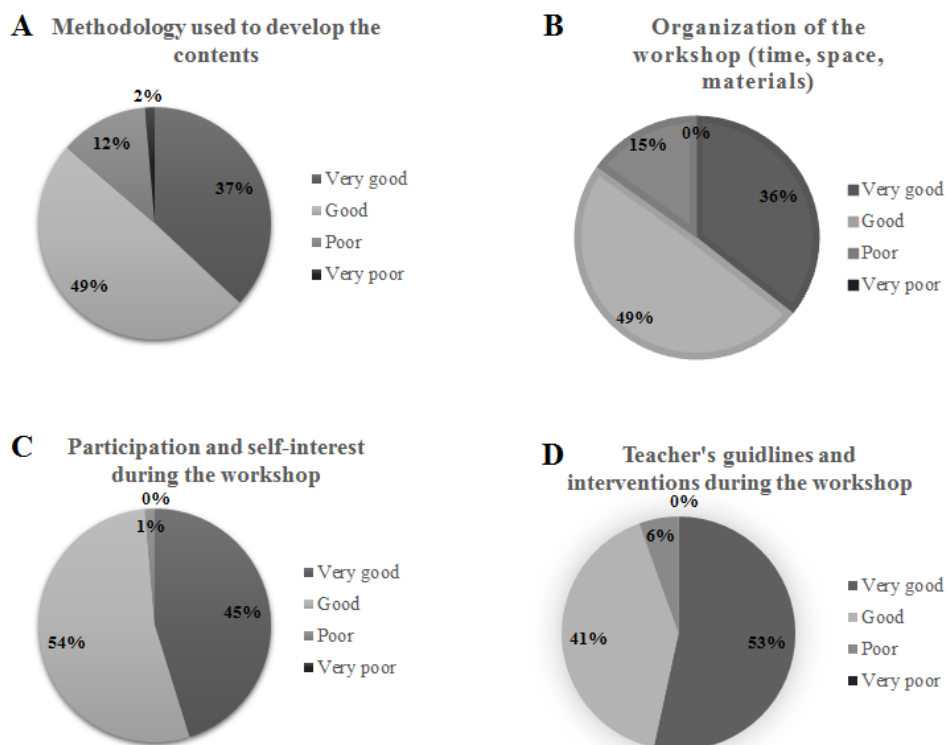 A
Methodology used to develop the
contents
2%
12%
37%
49%
Very good
Good
Poor
Very poor
B
Organization of the
workshop (time, space,
materials)
0%
15%
36%
49%
Very good
Good
Poor
Very poor
C
Participation and self-interest
during the workshop
0%
1%
45%
54%
Very good
Good
Poor
Very poor
D
Teacher's guidlines and
interventions during the workshop
0%
6%
41%
53%
Very good
Good
Poor
Very poor